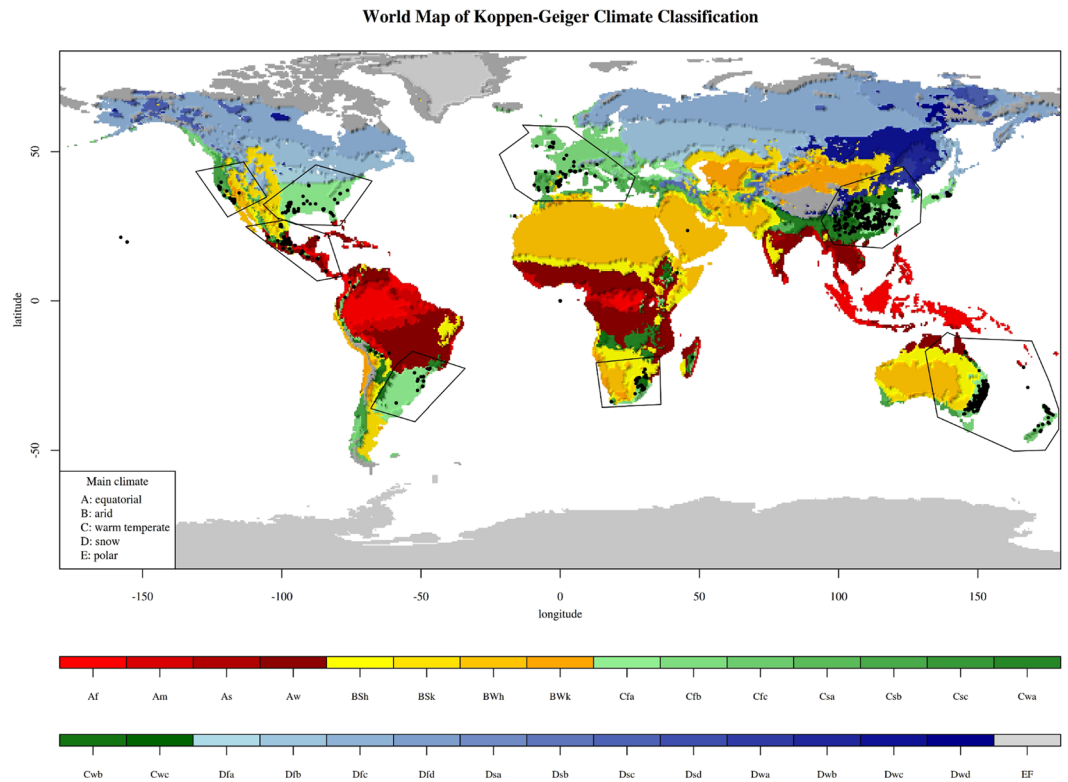 World Map of Koppen-Geiger Climate Classification
latitude
50
0
-50
Main climate
A: equatorial
B: arid
C: warm temperate
D: snow
E: polar
-150 -100 -50 0 50 100 150
longitude
Af Am As Aw BSh BSk BWh BWk Cfa Cfb Cfc Csa Csb Csc Cwa
Cwb Cwc Dfa Dfb Dfc Dfd Dsa Dsb Dsc Dsd Dwa Dwb Dwc Dwd EF